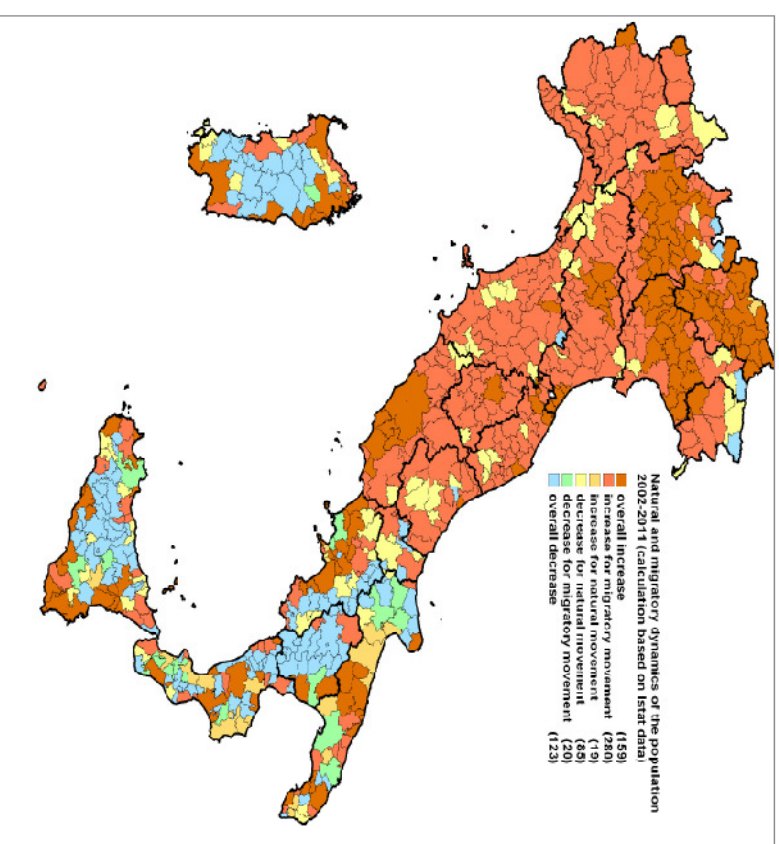 Natural and migratory dynamics of the population
2002-2011 (calculation based on Istat data)
overall increase (159)
increase for migratory movement (280)
increase for natural movement (19)
decrease for natural movement (85)
decrease for migratory movement (20)
overall decrease (123)